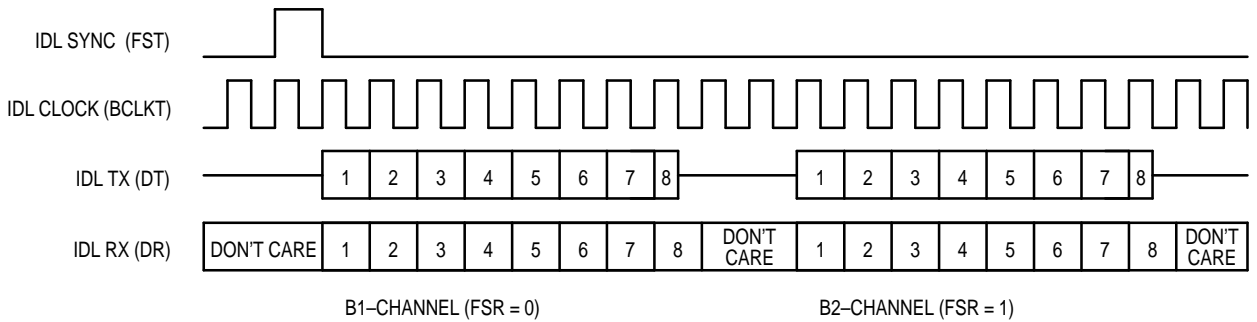 IDL SYNC (FST)
IDL CLOCK (BCLKT)
IDL TX (DT)
1 2 3 4 5 6 7 8 1 2 3 4 5 6 7 8
IDL RX (DR)
DON'T CARE 1 2 3 4 5 6 7 8 DON'T CARE 1 2 3 4 5 6 7 8 DON'T CARE
B1–CHANNEL (FSR = 0) B2–CHANNEL (FSR = 1)